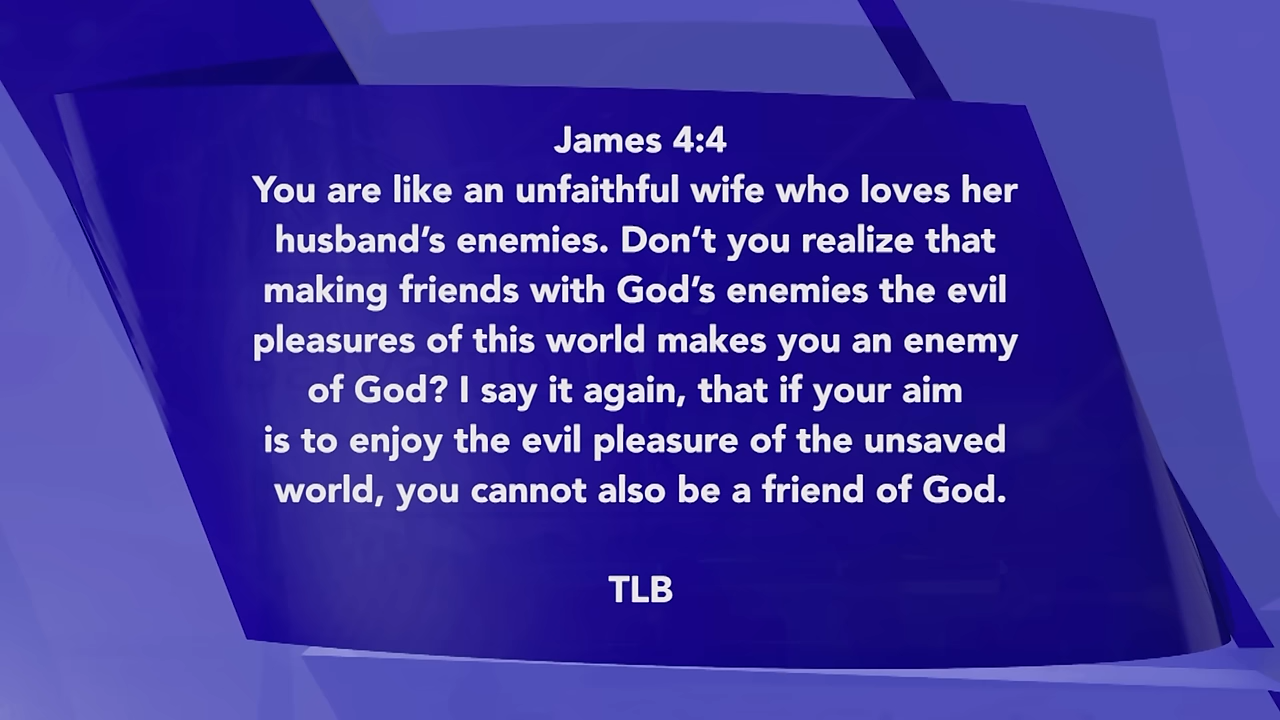 James 4:4
You are like an unfaithful wife who loves her
husband’s enemies. Don’t you realize that
making friends with God’s enemies the evil
pleasures of this world makes you an enemy
of God? I say it again, that if your aim
is to enjoy the evil pleasure of the unsaved
world, you cannot also be a friend of God.
TLB